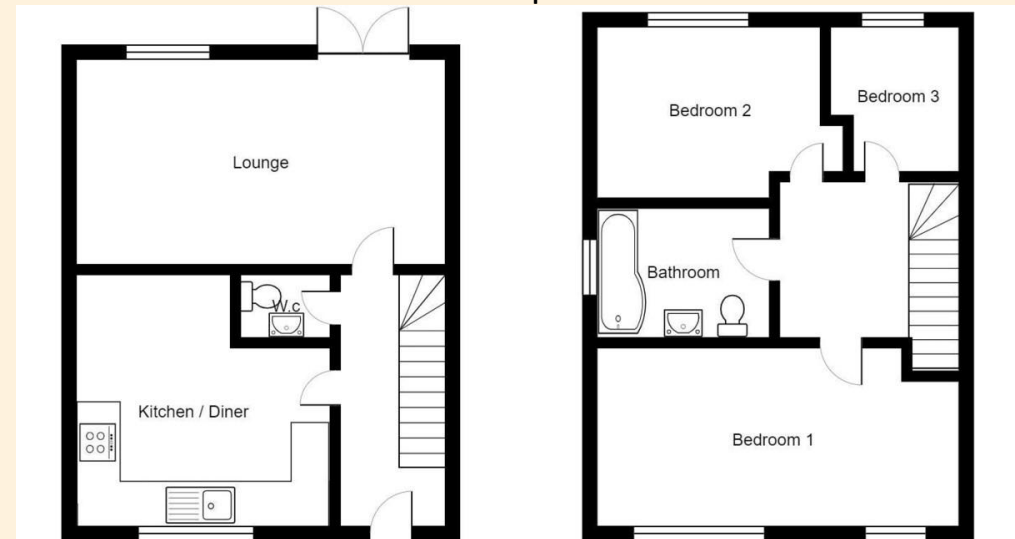 Lounge
W.c
Kitchen / Diner
Bedroom 2
Bedroom 3
Bathroom
Bedroom 1